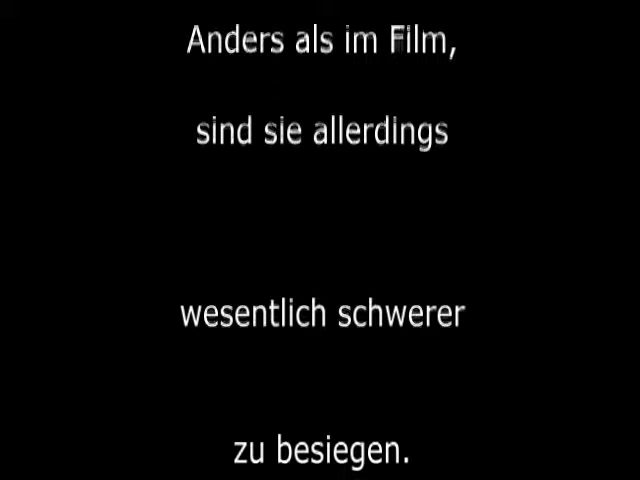 Anders als im Film,
sind sie allerdings
wesentlich schwerer
zu besiegen.